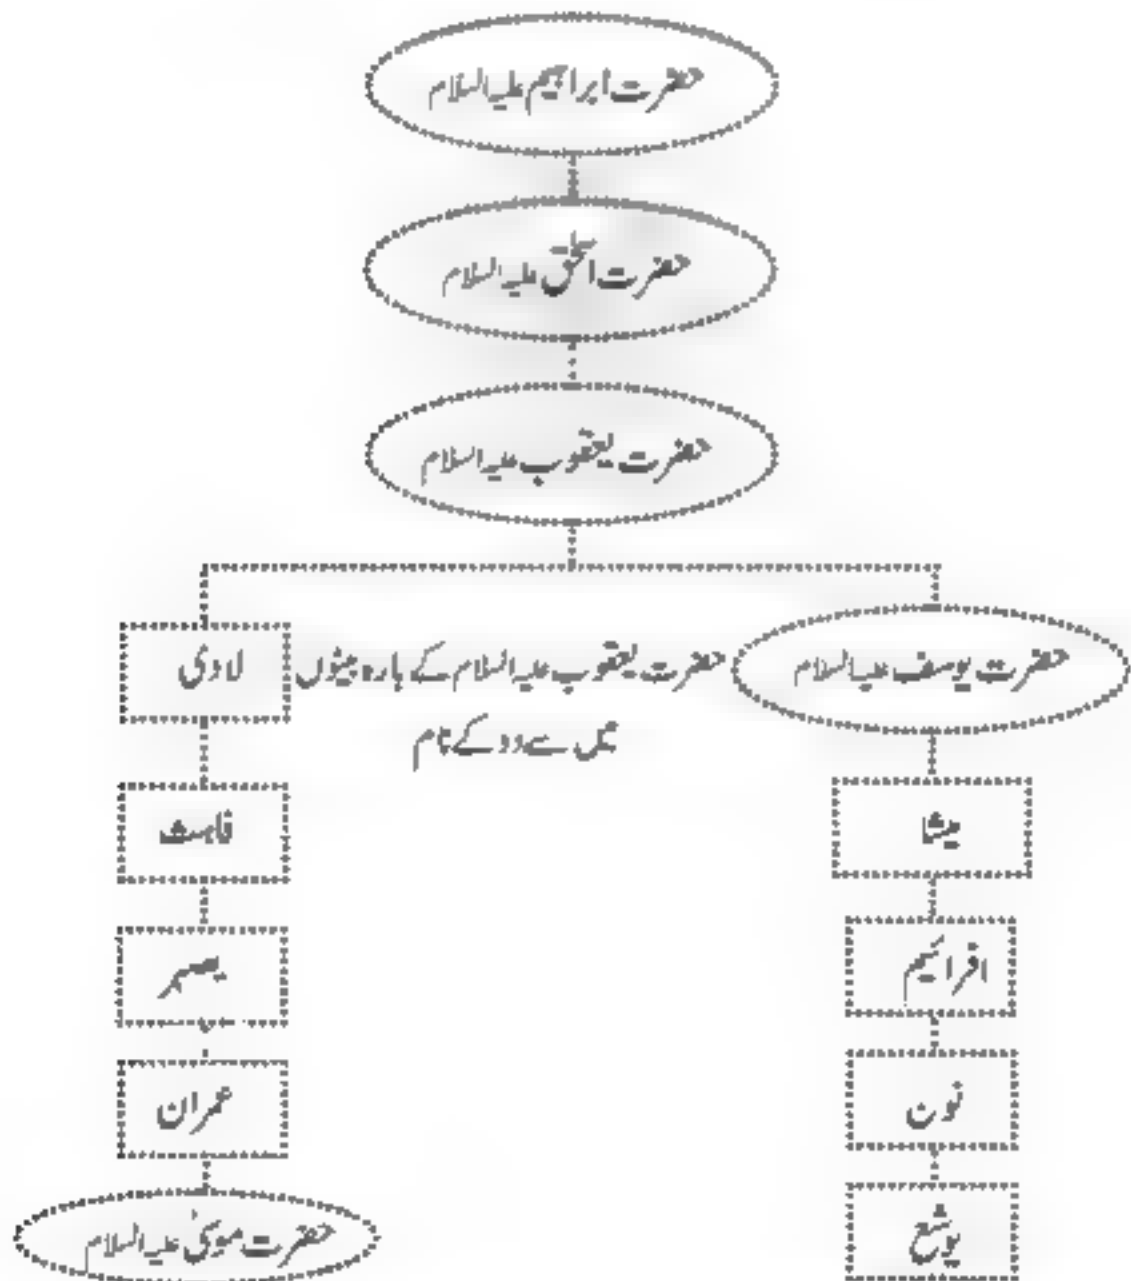 حضرت ابراہیم علیہ السلام
حضرت اسحٰق علیہ السلام
حضرت یعقوب علیہ السلام
حضرت یوسف علیہ السلام
حضرت یعقوب علیہ السلام کے بارہ بیٹوں
میں سے دو کے نام
لاوی
میشا
قاہث
افرائیم
یصہر
نون
عمران
یوشع
حضرت موسیٰ علیہ السلام